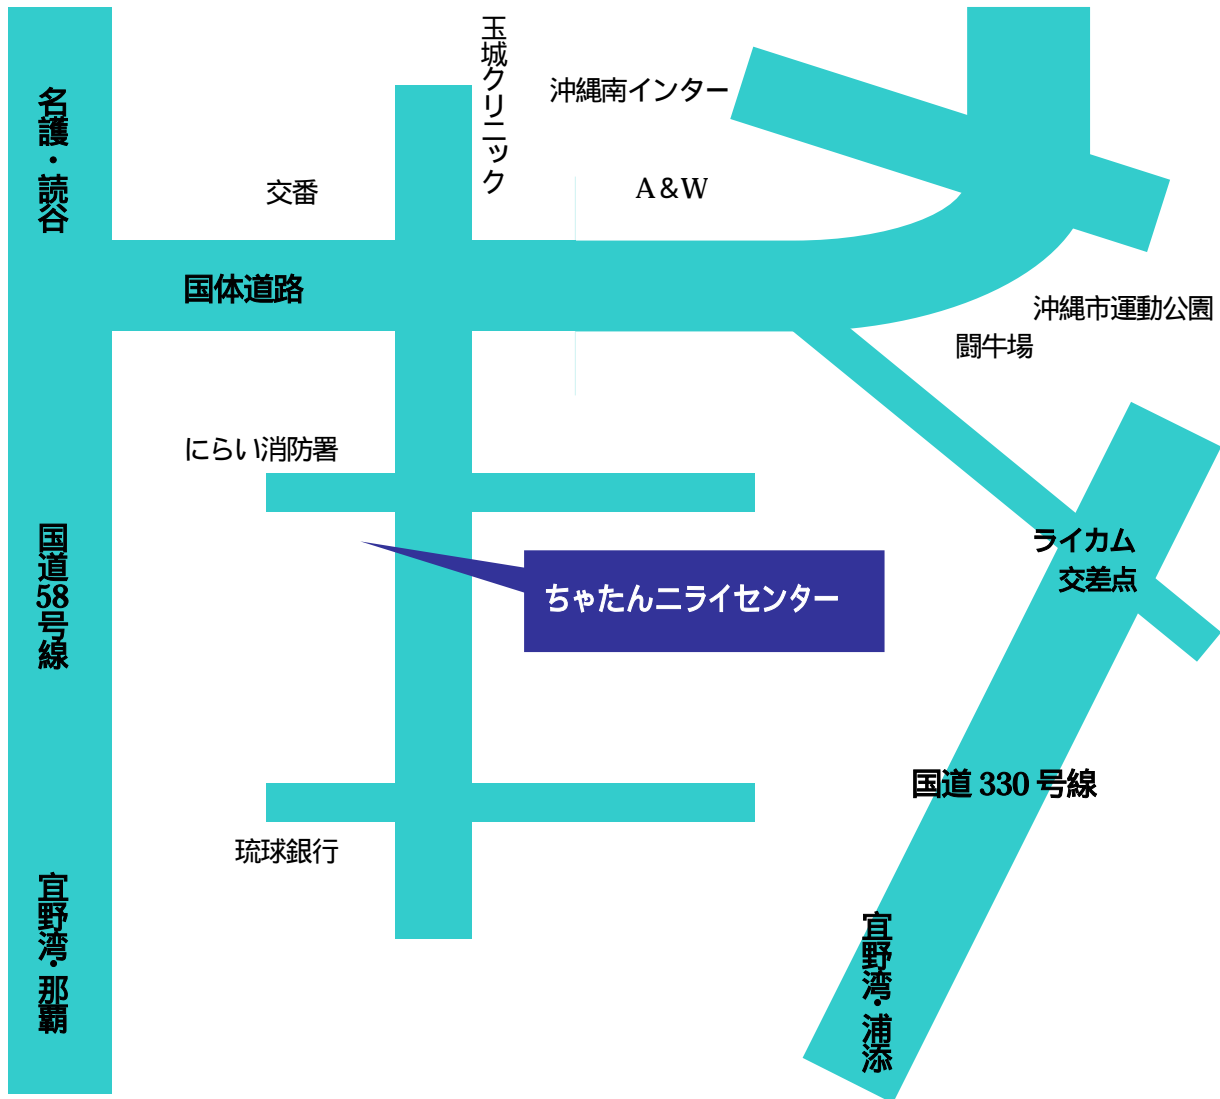 玉城クリニック
沖縄南インター
名護・読谷
交番
A&W
国体道路
沖縄市運動公園
闘牛場
にらい消防署
国道58号線
ライカム
交差点
ちゃたんニライセンター
国道 330 号線
琉球銀行
宜野湾・那覇
宜野湾・浦添